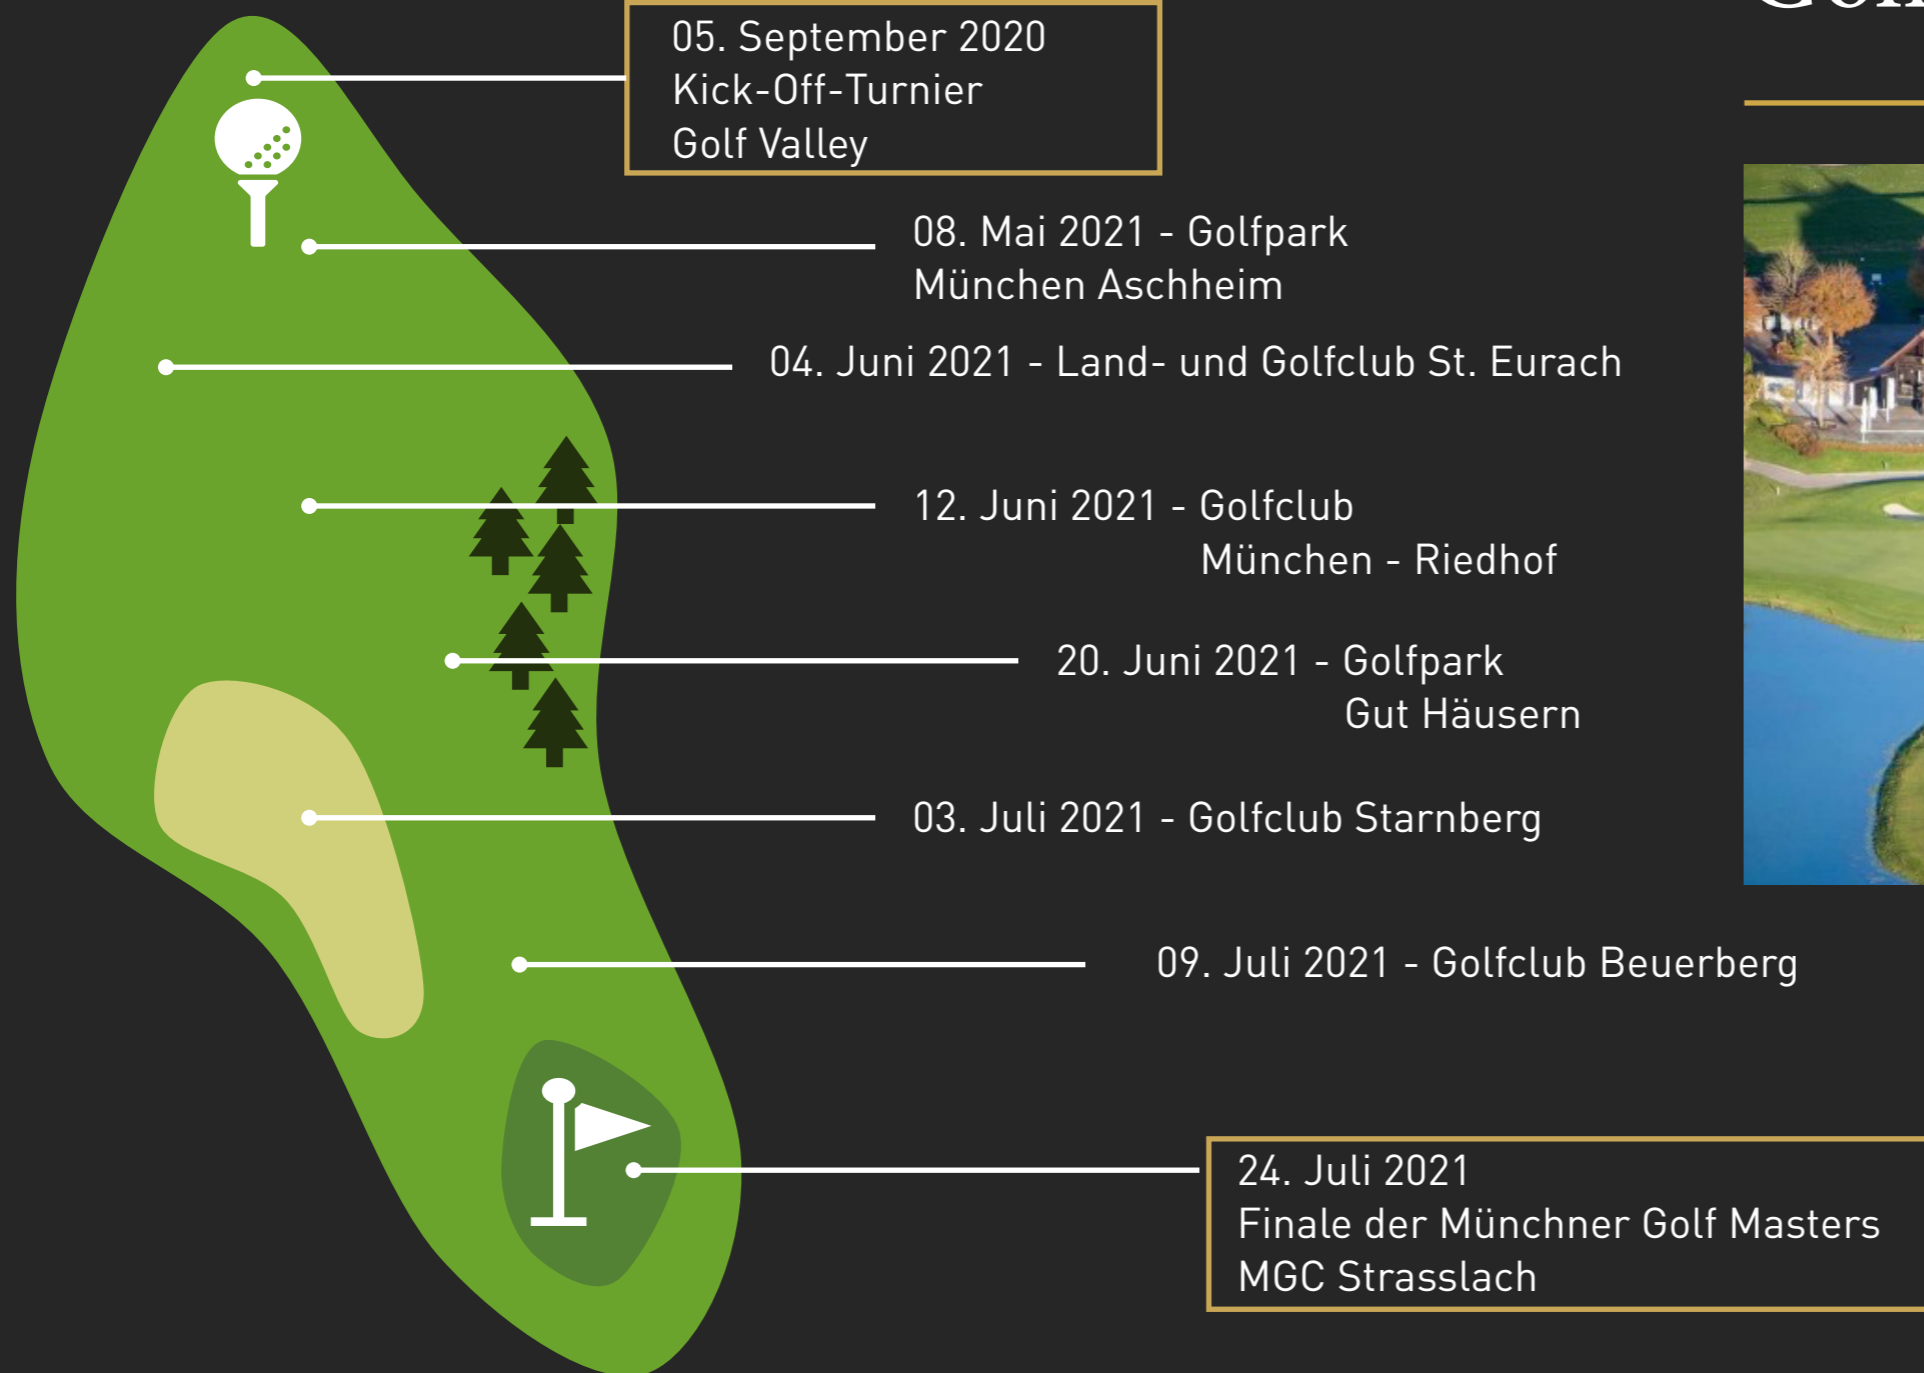 05. September 2020
Kick-Off-Turnier
Golf Valley
08. Mai 2021 - Golfpark
München Aschheim
04. Juni 2021 - Land- und Golfclub St. Eurach
12. Juni 2021 - Golfclub
München - Riedhof
20. Juni 2021 - Golfpark
Gut Häusern
03. Juli 2021 - Golfclub Starnberg
09. Juli 2021 - Golfclub Beuerberg
24. Juli 2021
Finale der Münchner Golf Masters
MGC Strasslach